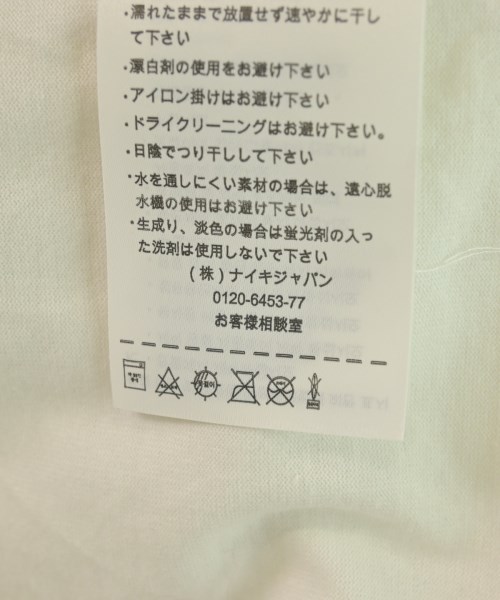 ・濡れたままで放置せず速やかに干し
て下さい
・漂白剤の使用をお避け下さい
・アイロン掛けはお避け下さい
・ドライクリーニングはお避け下さい。
・日陰でつり干しして下さい
・水を通しにくい素材の場合は、遠心脱
水機の使用はお避け下さい
・生成り、淡色の場合は蛍光剤の入っ
た洗剤は使用しないで下さい
(株)ナイキジャパン
0120-6453-77
お客様相談室